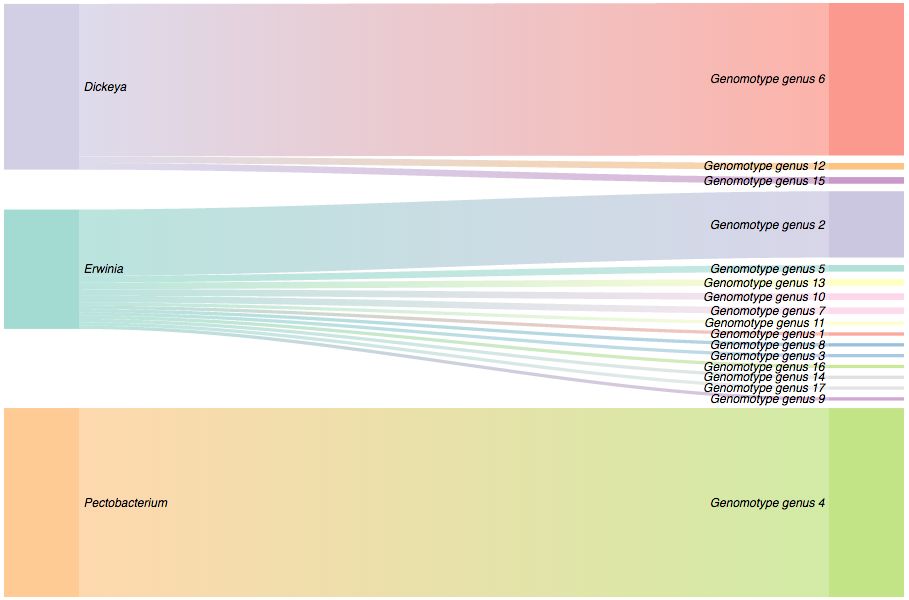 Dickeya
Genomotype genus 6
Genomotype genus 12
Genomotype genus 15
Genomotype genus 2
Erwinia
Genomotype genus 5
Genomotype genus 13
Genomotype genus 10
Genomotype genus 7
Genomotype genus 11
Genomotype genus 1
Genomotype genus 8
Genomotype genus 3
Genomotype genus 16
Genomotype genus 14
Genomotype genus 17
Genomotype genus 9
Pectobacterium
Genomotype genus 4